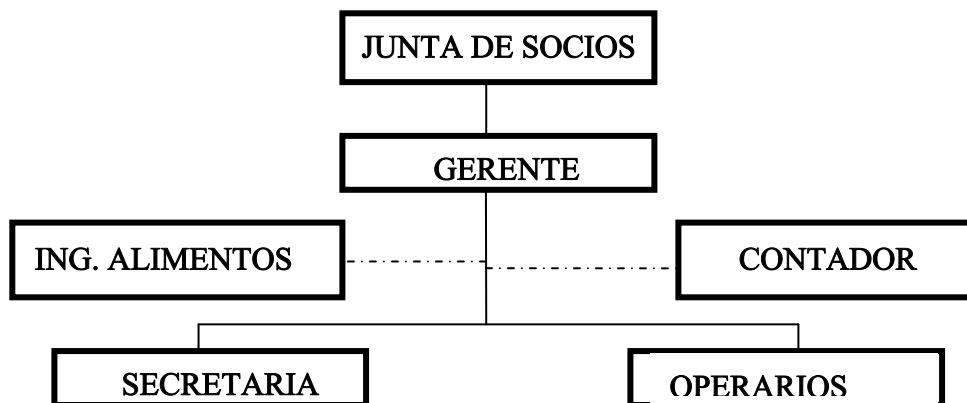 JUNTA DE SOCIOS
GERENTE
ING. ALIMENTOS
CONTADOR
SECRETARIA
OPERARIOS